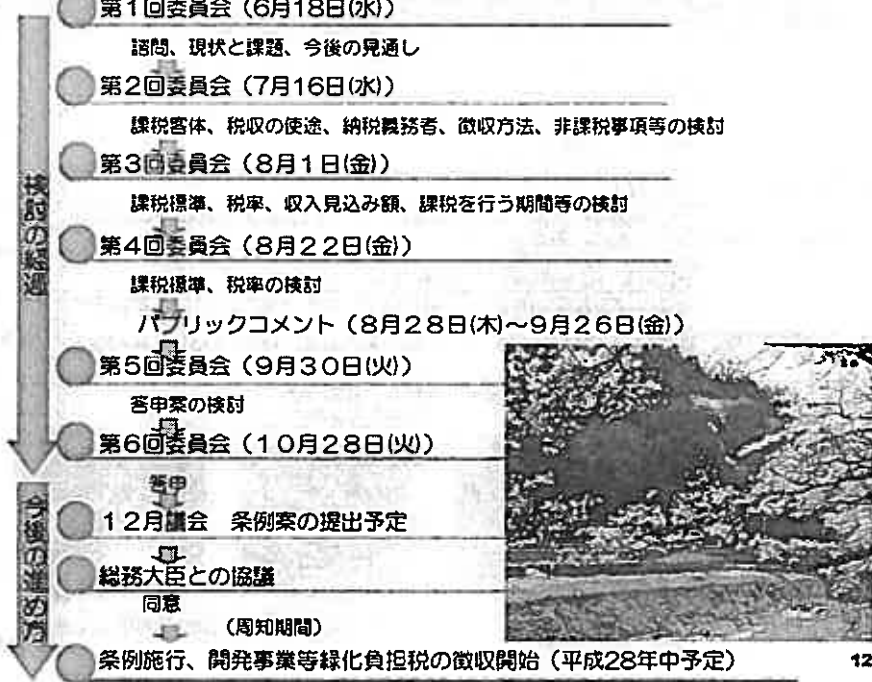 第1回委員会（6月18日(水)）
諮問、現状と課題、今後の見通し
第2回委員会（7月16日(水)）
課税客体、税収の使途、納税義務者、徴収方法、非課税事項等の検討
第3回委員会（8月1日(金)）
課税標準、税率、収入見込み額、課税を行う期間等の検討
第4回委員会（8月22日(金)）
課税標準、税率の検討
パブリックコメント（8月28日(木)～9月26日(金)）
第5回委員会（9月30日(火)）
答申案の検討
第6回委員会（10月28日(火)）
検討の経過
答申
12月議会　条例案の提出予定
総務大臣との協議
同意
（周知期間）
条例施行、開発事業等緑化負担税の徴収開始（平成28年中予定）
今後の進め方
12